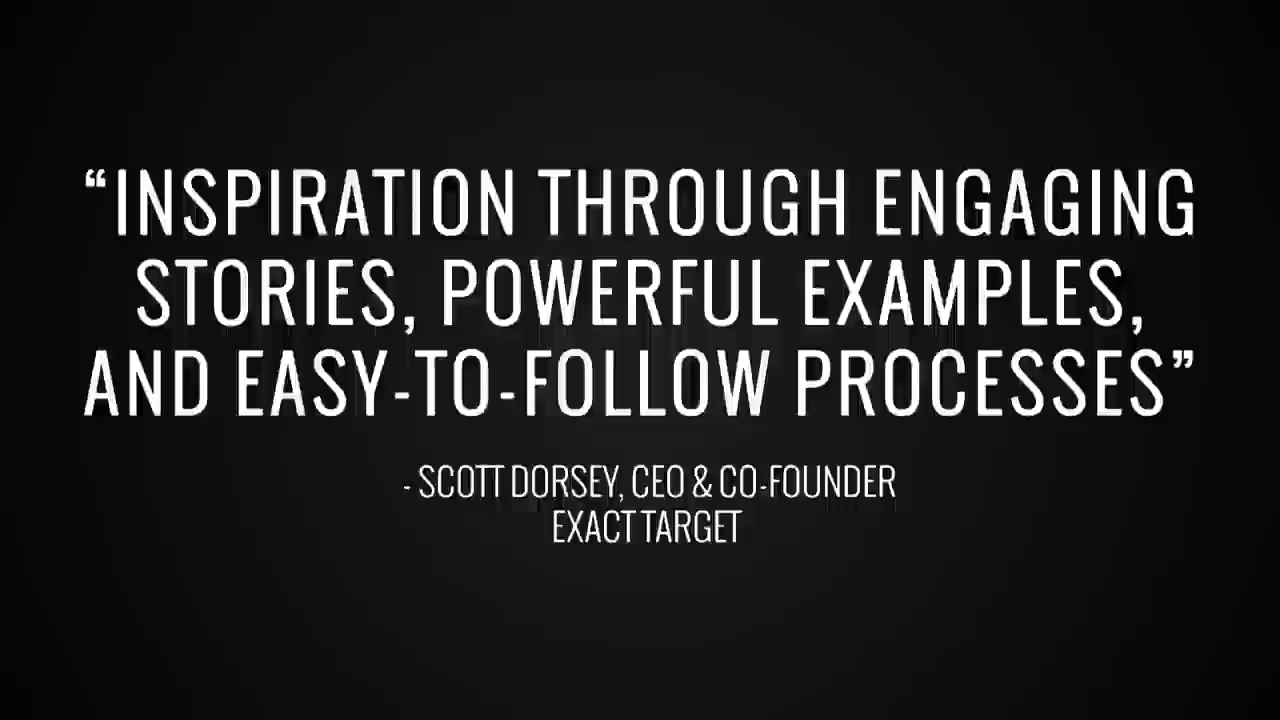 “INSPIRATION THROUGH ENGAGING
STORIES, POWERFUL EXAMPLES,
AND EASY-TO-FOLLOW PROCESSES”
- SCOTT DORSEY, CEO & CO-FOUNDER
EXACT TARGET